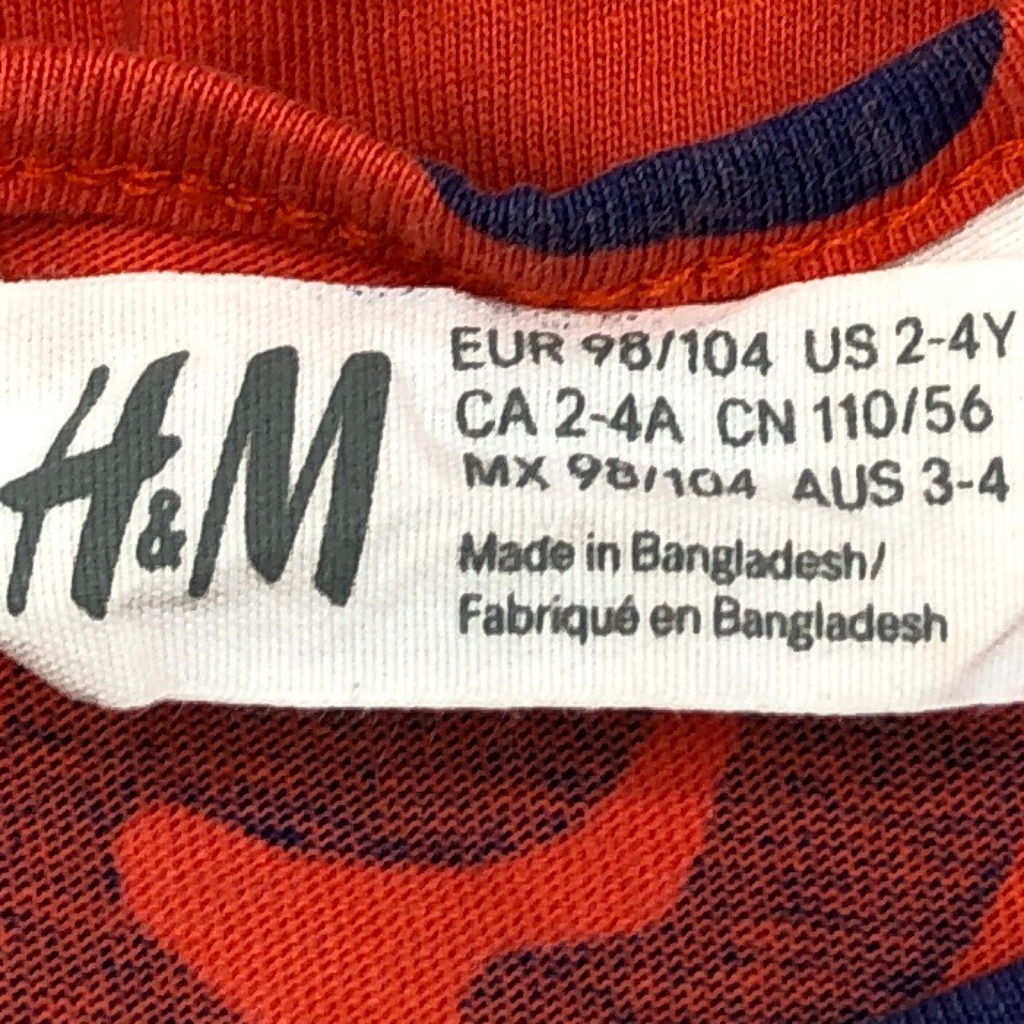 H&M
EUR 98/104 US 2-4Y
CA 2-4A CN 110/56
MX 98/104 AUS 3-4
Made in Bangladesh/
Fabriqué en Bangladesh